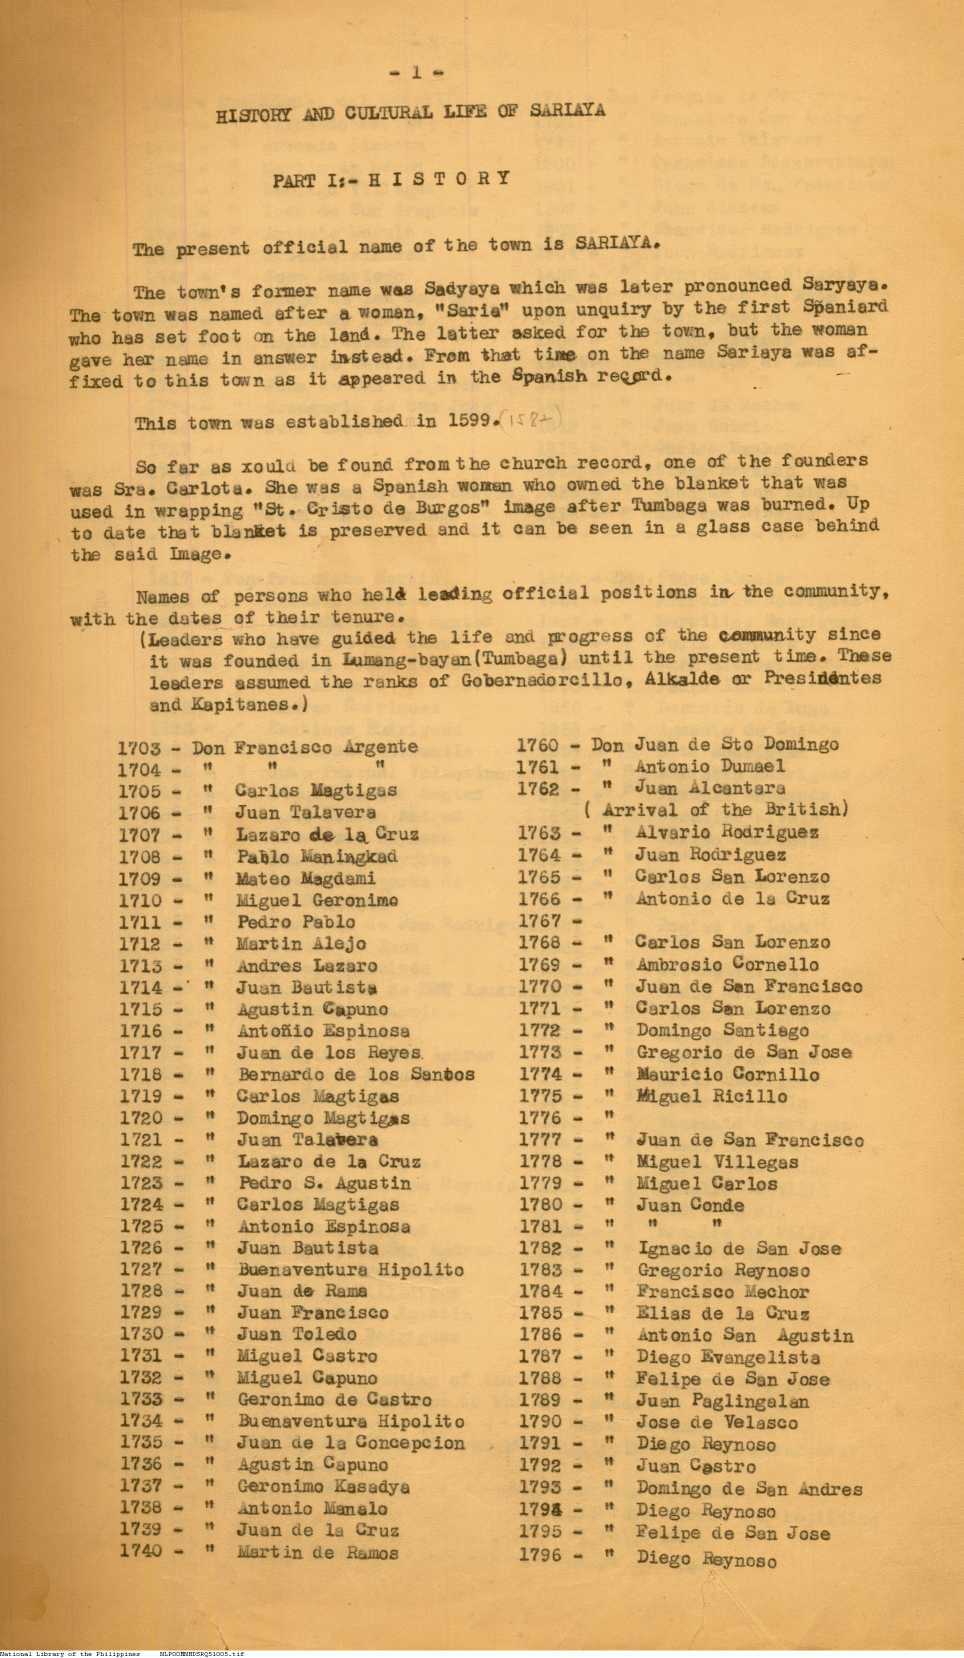 - 1 -
HISTORY AND CULTURAL LIFE OF SARIAYA
PART I:- H I S T O R Y
The present official name of the town is SARIAYA.
The town's former name was Sadyaya which was later pronounced Saryaya.
The town was named after a woman, "Saria" upon unquiry by the first Spaniard
who has set foot on the land. The latter asked for the town, but the woman
gave her name in answer instead. From that time on the name Sariaya was af-
fixed to this town as it appeared in the Spanish record.
This town was established in 1599.
So far as xould be found from the church record, one of the founders
was Sra. Carlota. She was a Spanish woman who owned the blanket that was
used in wrapping "St. Cristo de Burgos" image after Tumbaga was burned. Up
to date that blanket is preserved and it can be seen in a glass case behind
the said Image.
Names of persons who held leading official positions in the community,
with the dates of their tenure.
(Leaders who have guided the life and progress of the community since
it was founded in Lumang-bayan(Tumbaga) until the present time. These
leaders assumed the ranks of Gobernadorcillo, Alkalde or Presidentes
and Kapitanes.)
1703 - Don Francisco Argente
1704 - " " "
1705 - " Carlos Magtigas
1706 - " Juan Talavera
1707 - " Lazaro de la Cruz
1708 - " Pablo Maningkad
1709 - " Mateo Magdami
1710 - " Miguel Geronimo
1711 - " Pedro Pablo
1712 - " Martin Alejo
1713 - " Andres Lazaro
1714 - " Juan Bautista
1715 - " Agustin Capuno
1716 - " Antonio Espinosa
1717 - " Juan de los Reyes
1718 - " Bernardo de los Santos
1719 - " Carlos Magtigas
1720 - " Domingo Magtigas
1721 - " Juan Talavera
1722 - " Lazaro de la Cruz
1723 - " Pedro S. Agustin
1724 - " Carlos Magtigas
1725 - " Antonio Espinosa
1726 - " Juan Bautista
1727 - " Buenaventura Hipolito
1728 - " Juan de Rama
1729 - " Juan Francisco
1730 - " Juan Toledo
1731 - " Miguel Castro
1732 - " Miguel Capuno
1733 - " Geronimo de Castro
1734 - " Buenaventura Hipolito
1735 - " Juan de la Concepcion
1736 - " Agustin Capuno
1737 - " Geronimo Kasadya
1738 - " Antonio Manalo
1739 - " Juan de la Cruz
1740 - " Martin de Ramos
1760 - Don Juan de Sto Domingo
1761 - " Antonio Dumael
1762 - " Juan Alcantara
( Arrival of the British)
1763 - " Alvario Rodriguez
1764 - " Juan Rodriguez
1765 - " Carlos San Lorenzo
1766 - " Antonio de la Cruz
1767 -
1768 - " Carlos San Lorenzo
1769 - " Ambrosio Cornello
1770 - " Juan de San Francisco
1771 - " Carlos San Lorenzo
1772 - " Domingo Santiago
1773 - " Gregorio de San Jose
1774 - " Mauricio Cornillo
1775 - " Miguel Ricillo
1776 - "
1777 - " Juan de San Francisco
1778 - " Miguel Villegas
1779 - " Miguel Carlos
1780 - " Juan Conde
1781 - " " "
1782 - " Ignacio de San Jose
1783 - " Gregorio Reynoso
1784 - " Francisco Mechor
1785 - " Elias de la Cruz
1786 - " Antonio San Agustin
1787 - " Diego Evangelista
1788 - " Felipe de San Jose
1789 - " Juan Paglingalan
1790 - " Jose de Velasco
1791 - " Diego Reynoso
1792 - " Juan Castro
1793 - " Domingo de San Andres
1794 - " Diego Reynoso
1795 - " Felipe de San Jose
1796 - " Diego Reynoso
National Library of the Philippines